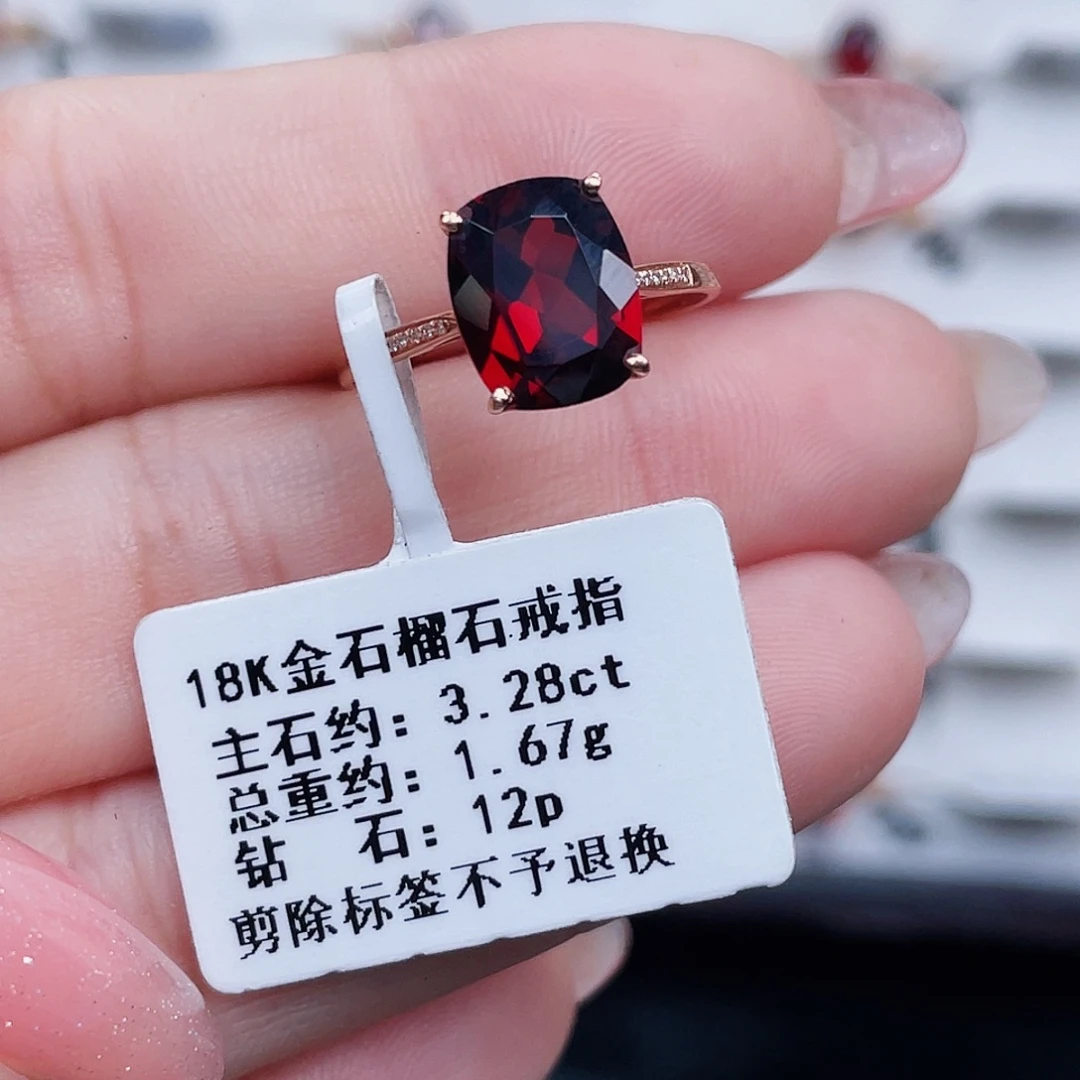 18K金石榴石戒指
主石约：3.28ct
总重约：1.67g
钻 石：12p
剪除标签不予退换